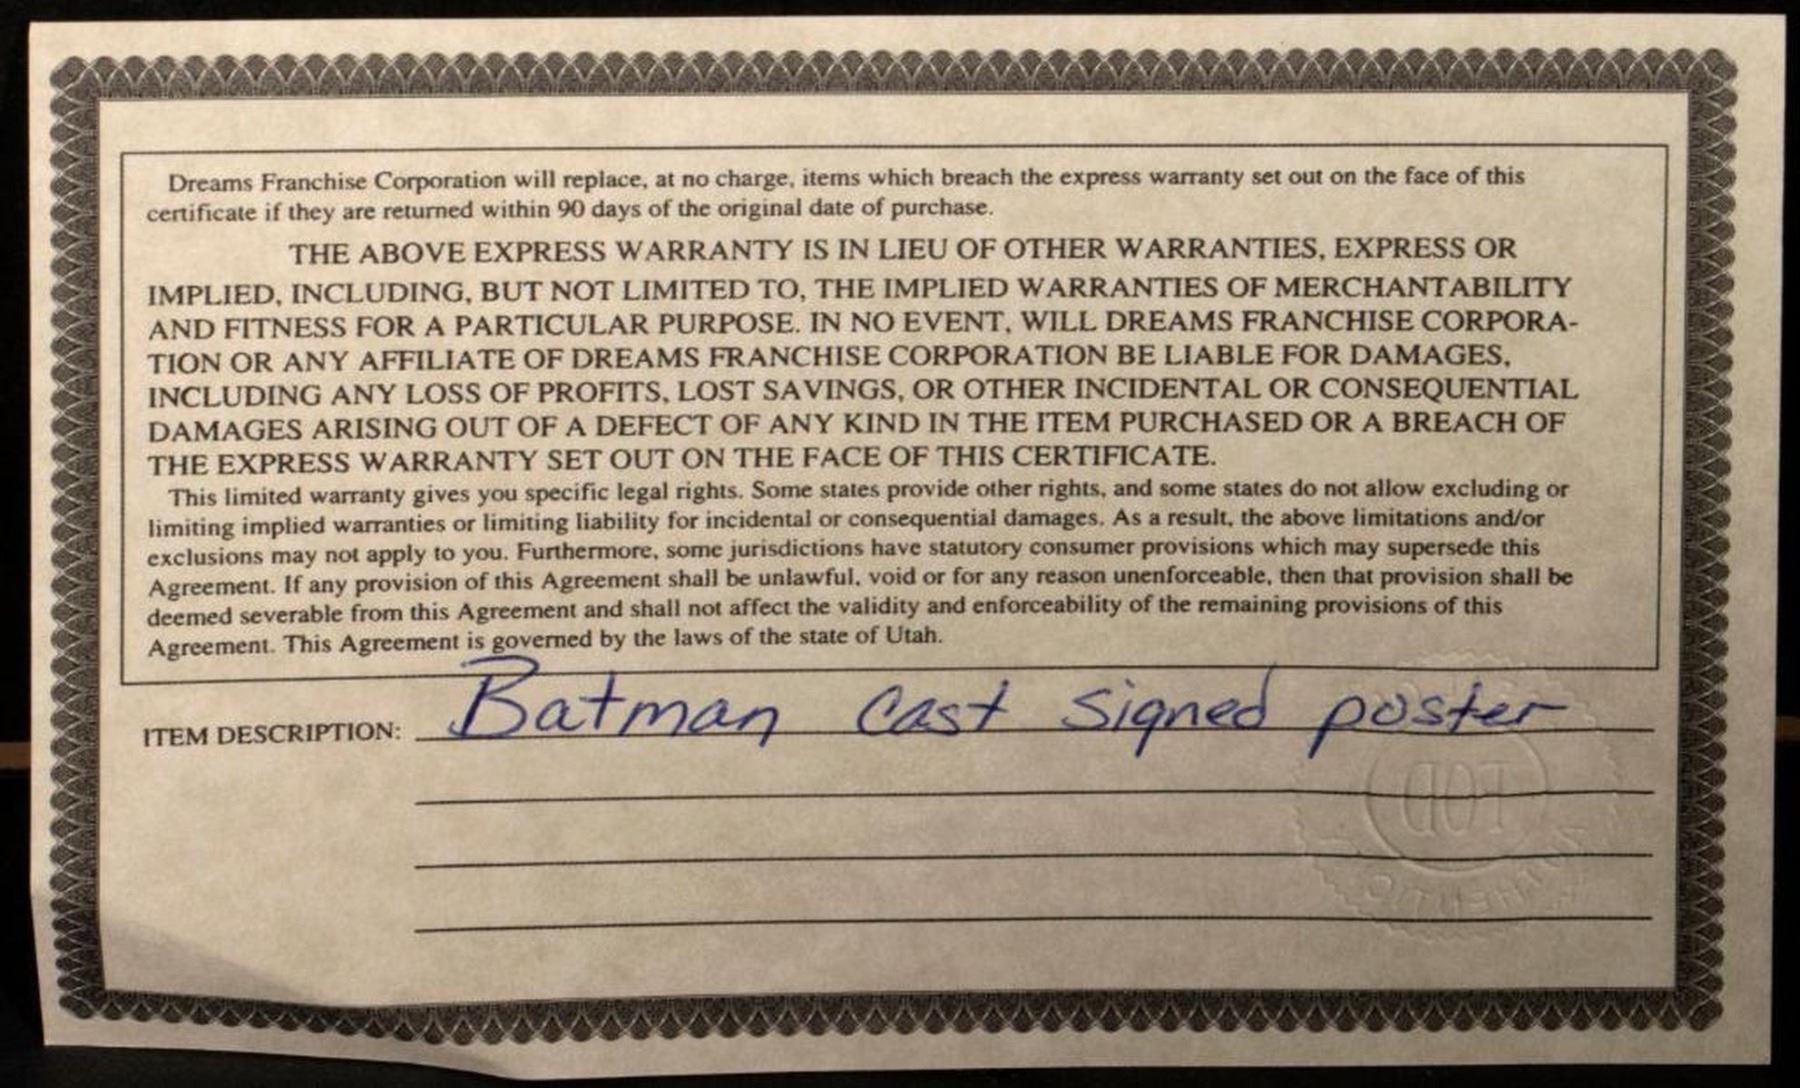 Dreams Franchise Corporation will replace, at no charge, items which breach the express warranty set out on the face of this
certificate if they are returned within 90 days of the original date of purchase.
THE ABOVE EXPRESS WARRANTY IS IN LIEU OF OTHER WARRANTIES, EXPRESS OR
IMPLIED, INCLUDING, BUT NOT LIMITED TO, THE IMPLIED WARRANTIES OF MERCHANTABILITY
AND FITNESS FOR A PARTICULAR PURPOSE. IN NO EVENT, WILL DREAMS FRANCHISE CORPORA-
TION OR ANY AFFILIATE OF DREAMS FRANCHISE CORPORATION BE LIABLE FOR DAMAGES,
INCLUDING ANY LOSS OF PROFITS, LOST SAVINGS, OR OTHER INCIDENTAL OR CONSEQUENTIAL
DAMAGES ARISING OUT OF A DEFECT OF ANY KIND IN THE ITEM PURCHASED OR A BREACH OF
THE EXPRESS WARRANTY SET OUT ON THE FACE OF THIS CERTIFICATE.
This limited warranty gives you specific legal rights. Some states provide other rights, and some states do not allow excluding or
limiting implied warranties or limiting liability for incidental or consequential damages. As a result, the above limitations and/or
exclusions may not apply to you. Furthermore, some jurisdictions have statutory consumer provisions which may supersede this
Agreement. If any provision of this Agreement shall be unlawful, void or for any reason unenforceable, then that provision shall be
deemed severable from this Agreement and shall not affect the validity and enforceability of the remaining provisions of this
Agreement. This Agreement is governed by the laws of the state of Utah.
ITEM DESCRIPTION: Batman cast signed poster
FOD
AUTHENTIC